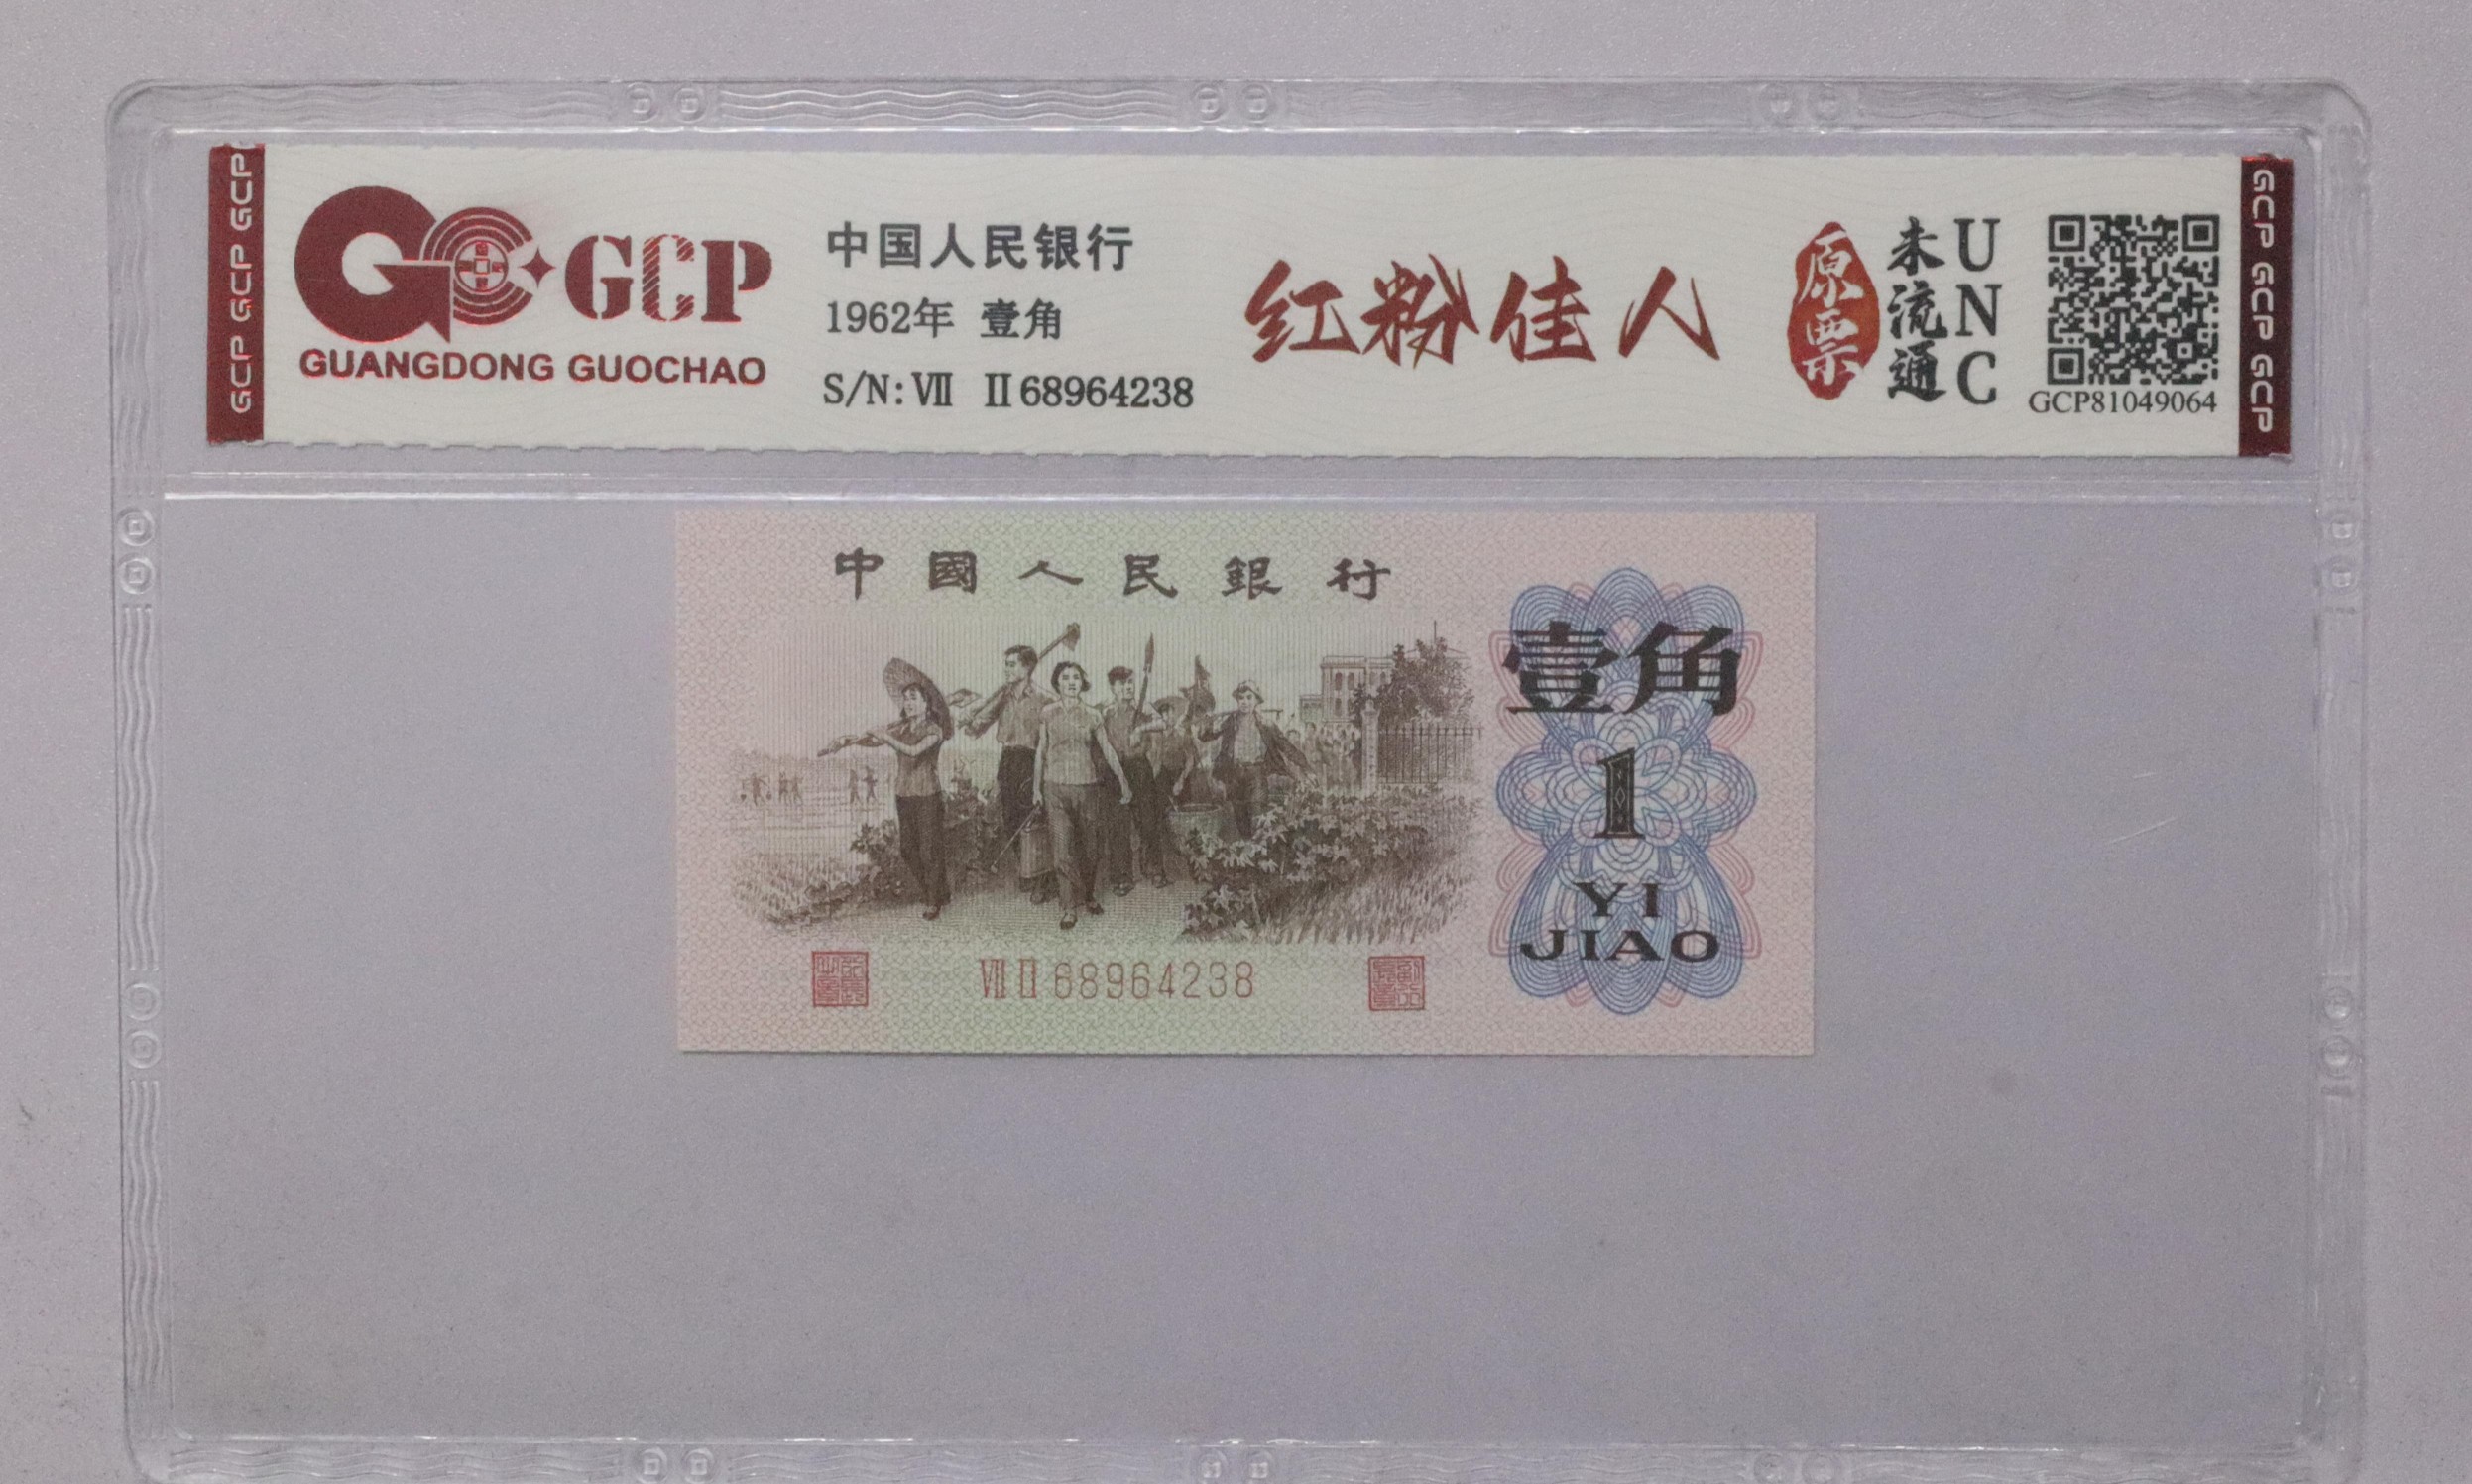 GCP GCP GCP
GCP
GUANGDONG GUOCHAO
中国人民银行
1962年 壹角
S/N: Ⅶ Ⅱ 68964238
红粉佳人
原票
未流通
UNC
GCP81049064
GCP GCP GCP
中國人民銀行
壹角
1
YI
JIAO
Ⅶ Ⅱ 68964238